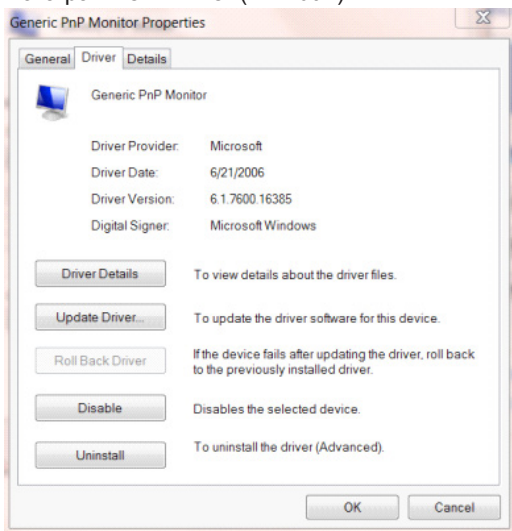 Generic PnP Monitor Properties
General Driver Details
Generic PnP Monitor
Driver Provider: Microsoft
Driver Date: 6/21/2006
Driver Version: 6.1.7600.16385
Digital Signer: Microsoft Windows
Driver Details To view details about the driver files.
Update Driver... To update the driver software for this device.
Roll Back Driver If the device fails after updating the driver, roll back
to the previously installed driver.
Disable Disables the selected device.
Uninstall To uninstall the driver (Advanced).
OK Cancel